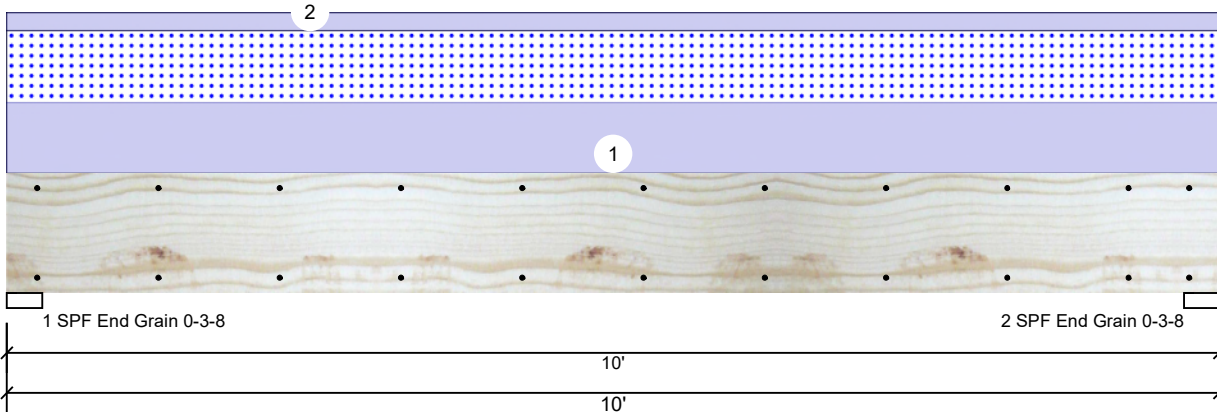 2
1
1 SPF End Grain 0-3-8
2 SPF End Grain 0-3-8
10'
10'